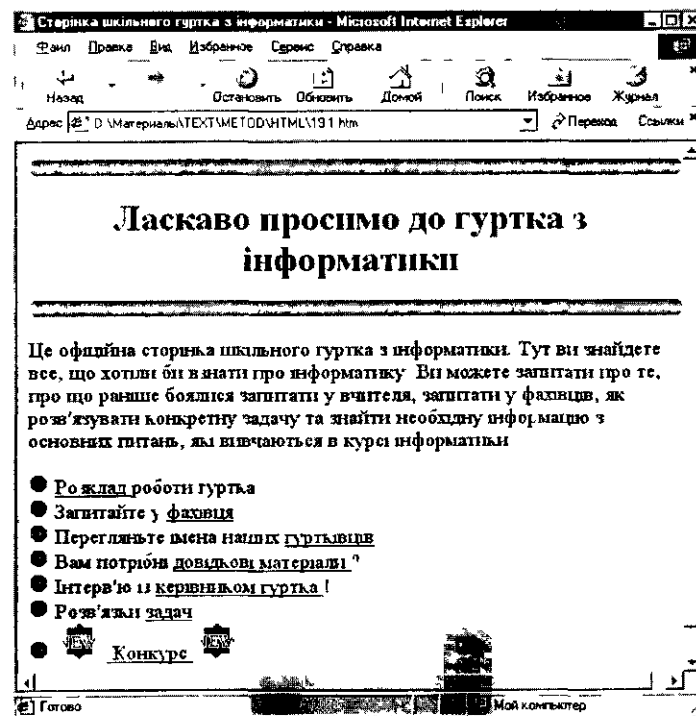 Сторінка шкільного гуртка з інформатики - Microsoft Internet Explorer
Файл Правка Вид Избранное Сервис Справка
Назад Остановить Обновить Домой Поиск Избранное Журнал
Адрес D:\Материалы\TEXT\METOD\HTML\19 1 htm Переход Ссылки
Ласкаво просимо до гуртка з
інформатики
Це офіційна сторінка шкільного гуртка з інформатики. Тут ви знайдете
все, що хотіли би взнати про інформатику Ви можете запитати про те,
про що раніше боялися запитати у вчителя, запитати у фахівців, як
розв'язувати конкретну задачу та знайти необхідну інформацію з
основних питань, які вивчаються в курсі інформатики
Розклад роботи гуртка
Запитайте у фахівця
Перегляньте імена наших гуртківців
Вам потрібні довідкові матеріали ?
Інтерв'ю із керівником гуртка !
Розв'язки задач
NEW Конкурс NEW
Готово Мой компьютер